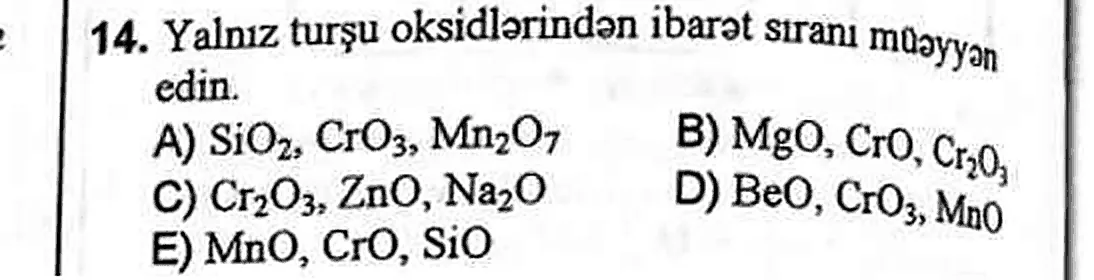 14. Yalnız turşu oksidlərindən ibarət sıranı müəyyən
edin.
A) SiO₂, CrO₃, Mn₂O₇ B) MgO, CrO, Cr₂O₃
C) Cr₂O₃, ZnO, Na₂O D) BeO, CrO₃, MnO
E) MnO, CrO, SiO